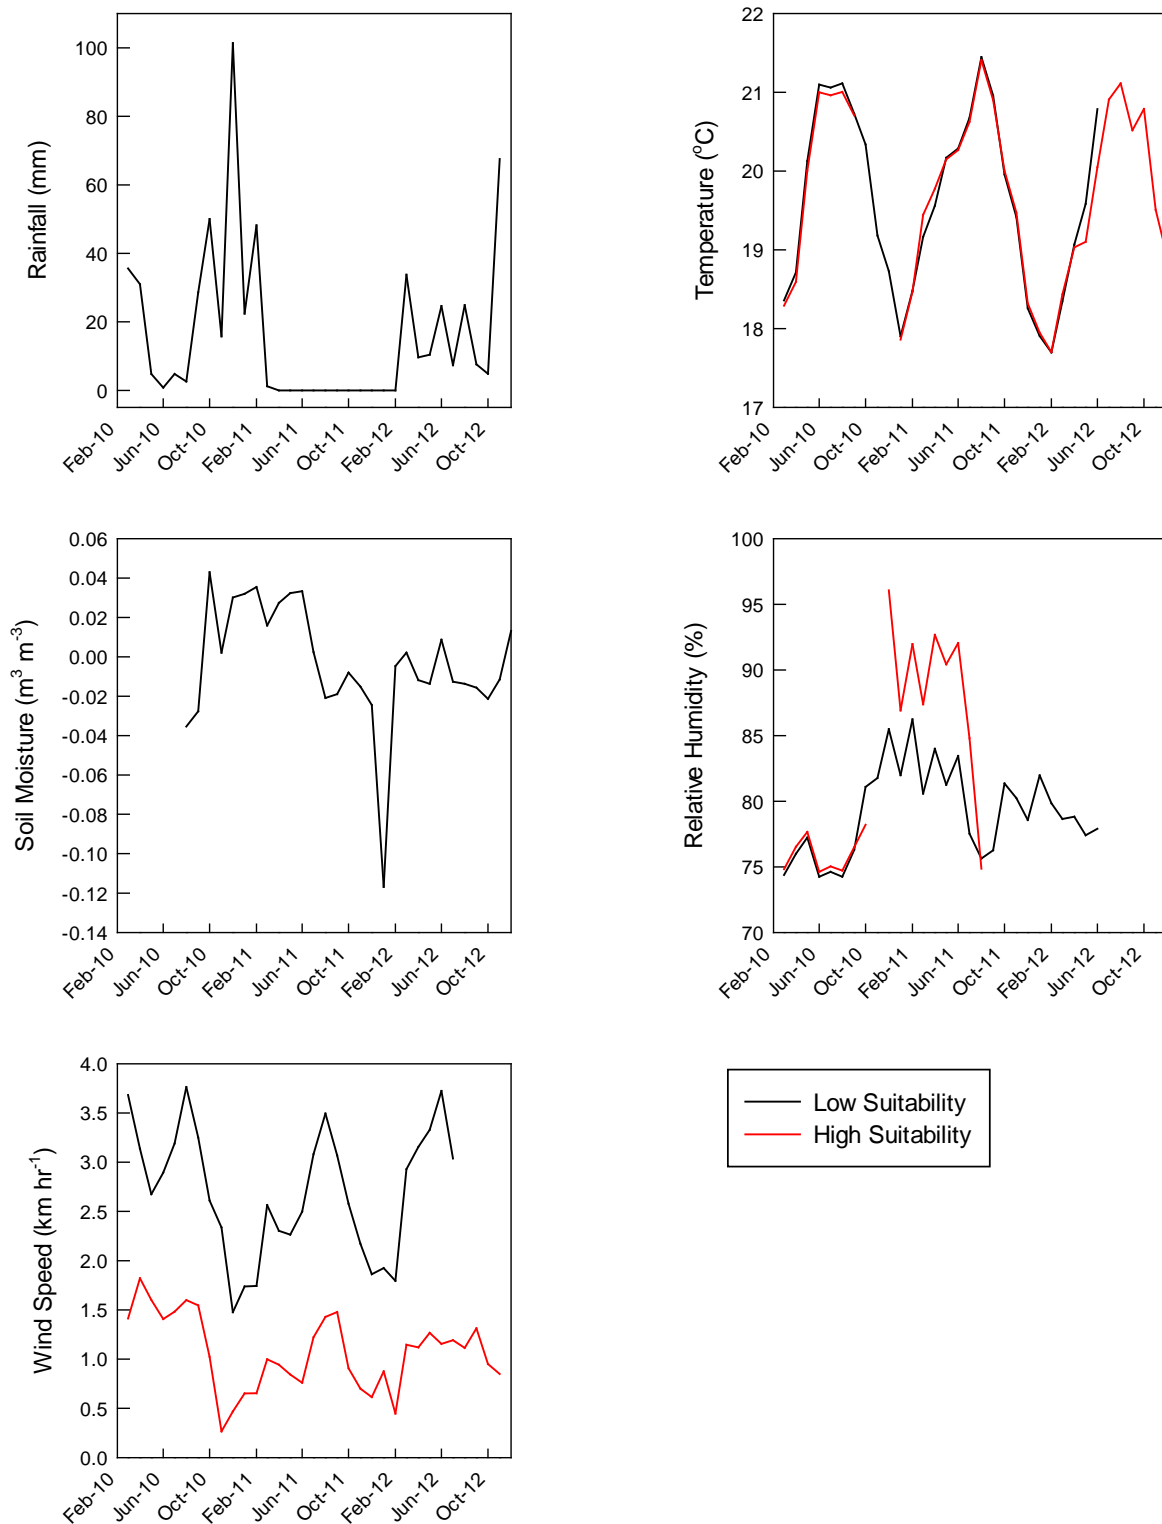 Rainfall (mm)
100
80
60
40
20
0
Feb-10
Jun-10
Oct-10
Feb-11
Jun-11
Oct-11
Feb-12
Jun-12
Oct-12
Temperature (°C)
22
21
20
19
18
17
Feb-10
Jun-10
Oct-10
Feb-11
Jun-11
Oct-11
Feb-12
Jun-12
Oct-12
Soil Moisture (m³ m⁻³)
0.06
0.04
0.02
0.00
-0.02
-0.04
-0.06
-0.08
-0.10
-0.12
-0.14
Feb-10
Jun-10
Oct-10
Feb-11
Jun-11
Oct-11
Feb-12
Jun-12
Oct-12
Relative Humidity (%)
100
95
90
85
80
75
70
Feb-10
Jun-10
Oct-10
Feb-11
Jun-11
Oct-11
Feb-12
Jun-12
Oct-12
Wind Speed (km hr⁻¹)
4.0
3.5
3.0
2.5
2.0
1.5
1.0
0.5
0.0
Feb-10
Jun-10
Oct-10
Feb-11
Jun-11
Oct-11
Feb-12
Jun-12
Oct-12
Low Suitability
High Suitability